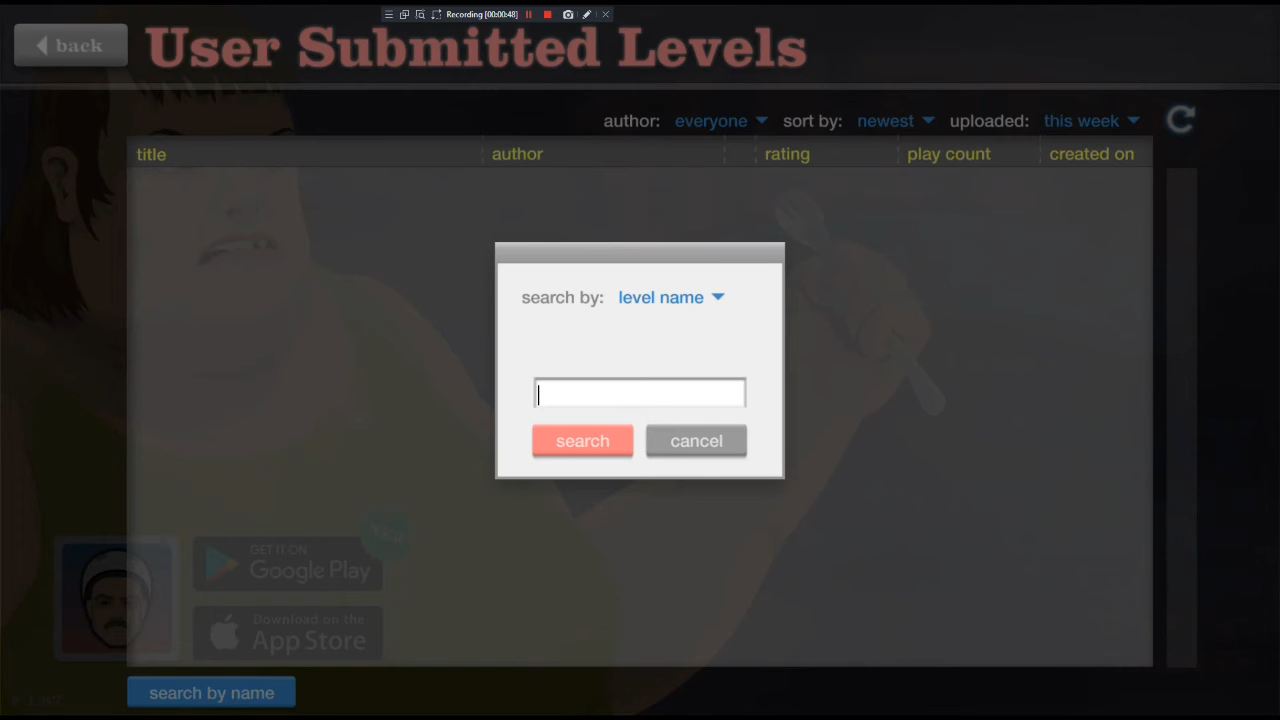 Recording [00:00:48]
back
User Submitted Levels
author: everyone sort by: newest uploaded: this week
title author rating play count created on
search by: level name
search cancel
GET IT ON
Google Play
Download on the
App Store
search by name